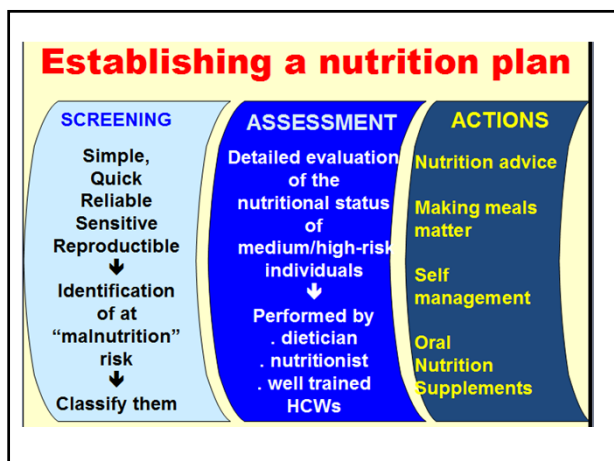 Establishing a nutrition plan
SCREENING
Simple,
Quick
Reliable
Sensitive
Reproductible
🡻
Identification
of at
“malnutrition”
risk
🡻
Classify them
ASSESSMENT
Detailed evaluation
of the
nutritional status
of
medium/high-risk
individuals
🡻
Performed by
. dietician
. nutritionist
. well trained
HCWs
ACTIONS
Nutrition advice
Making meals
matter
Self
management
Oral
Nutrition
Supplements